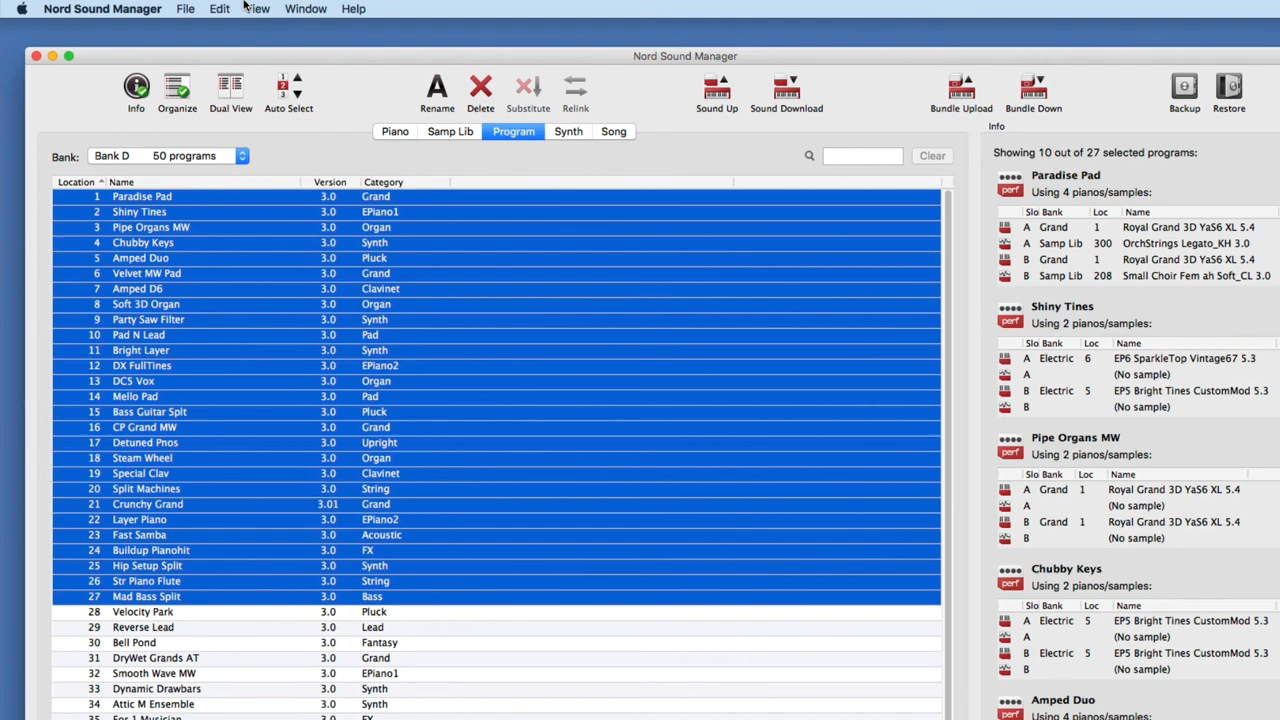 Nord Sound Manager File Edit View Window Help
Nord Sound Manager
Info Organize Dual View Auto Select Rename Delete Substitute Relink Sound Up Sound Download Bundle Upload Bundle Down Backup Restore
1
2
3
Piano Samp Lib Program Synth Song
Bank: Bank D 50 programs Clear
Location Name Version Category
1 Paradise Pad 3.0 Grand
2 Shiny Tines 3.0 EPiano1
3 Pipe Organs MW 3.0 Organ
4 Chubby Keys 3.0 Synth
5 Amped Duo 3.0 Pluck
6 Velvet MW Pad 3.0 Grand
7 Amped D6 3.0 Clavinet
8 Soft 3D Organ 3.0 Organ
9 Party Saw Filter 3.0 Synth
10 Pad N Lead 3.0 Pad
11 Bright Layer 3.0 Synth
12 DX FullTines 3.0 EPiano2
13 DC5 Vox 3.0 Organ
14 Mello Pad 3.0 Pad
15 Bass Guitar Splt 3.0 Pluck
16 CP Grand MW 3.0 Grand
17 Detuned Pnos 3.0 Upright
18 Steam Wheel 3.0 Organ
19 Special Clav 3.0 Clavinet
20 Split Machines 3.0 String
21 Crunchy Grand 3.01 Grand
22 Layer Piano 3.0 EPiano2
23 Fast Samba 3.0 Acoustic
24 Buildup Pianohit 3.0 FX
25 Hip Setup Split 3.0 Synth
26 Str Piano Flute 3.0 String
27 Mad Bass Split 3.0 Bass
28 Velocity Park 3.0 Pluck
29 Reverse Lead 3.0 Lead
30 Bell Pond 3.0 Fantasy
31 DryWet Grands AT 3.0 Grand
32 Smooth Wave MW 3.0 EPiano1
33 Dynamic Drawbars 3.0 Synth
34 Attic M Ensemble 3.0 Synth
35 For 1 Musician 3.0 FX
Info
Showing 10 out of 27 selected programs:
perf Paradise Pad
Using 4 pianos/samples:
Slo Bank Loc Name
A Grand 1 Royal Grand 3D YaS6 XL 5.4
A Samp Lib 300 OrchStrings Legato_KH 3.0
B Grand 1 Royal Grand 3D YaS6 XL 5.4
B Samp Lib 208 Small Choir Fem ah Soft_CL 3.0
perf Shiny Tines
Using 2 pianos/samples:
Slo Bank Loc Name
A Electric 6 EP6 SparkleTop Vintage67 5.3
A (No sample)
B Electric 5 EP5 Bright Tines CustomMod 5.3
B (No sample)
perf Pipe Organs MW
Using 2 pianos/samples:
Slo Bank Loc Name
A Grand 1 Royal Grand 3D YaS6 XL 5.4
A (No sample)
B Grand 1 Royal Grand 3D YaS6 XL 5.4
B (No sample)
perf Chubby Keys
Using 2 pianos/samples:
Slo Bank Loc Name
A Electric 5 EP5 Bright Tines CustomMod 5.3
A (No sample)
B Electric 5 EP5 Bright Tines CustomMod 5.3
B (No sample)
Amped Duo
Using 4 pianos/samples: